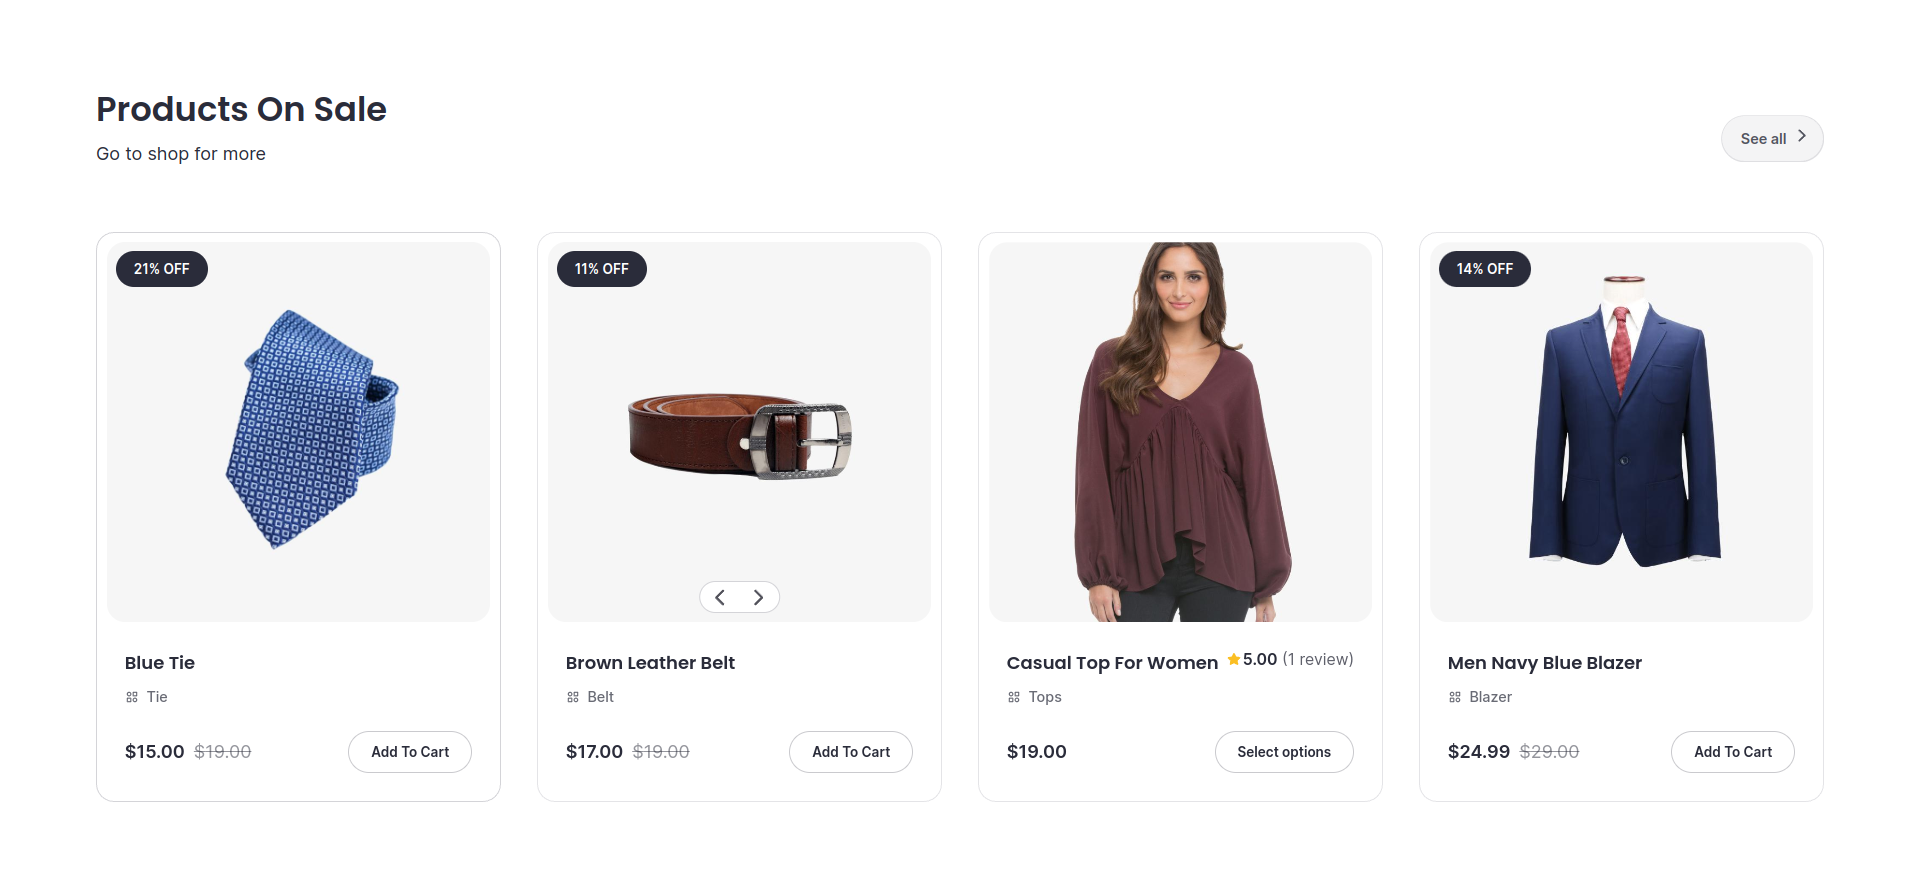 Products On Sale
Go to shop for more
See all
21% OFF
Blue Tie
Tie
$15.00 $19.00
Add To Cart
11% OFF
Brown Leather Belt
Belt
$17.00 $19.00
Add To Cart
Casual Top For Women
5.00 (1 review)
Tops
$19.00
Select options
14% OFF
Men Navy Blue Blazer
Blazer
$24.99 $29.00
Add To Cart